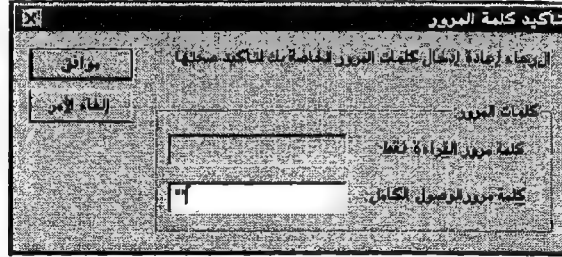 تأكيد كلمة المرور
الرجاء إعادة إدخال كلمات المرور الخاصة بك لتأكيد صحتها
موافق
إلغاء الأمر
كلمات المرور
كلمة مرور القراءة فقط
كلمة مرور الوصول الكامل
**